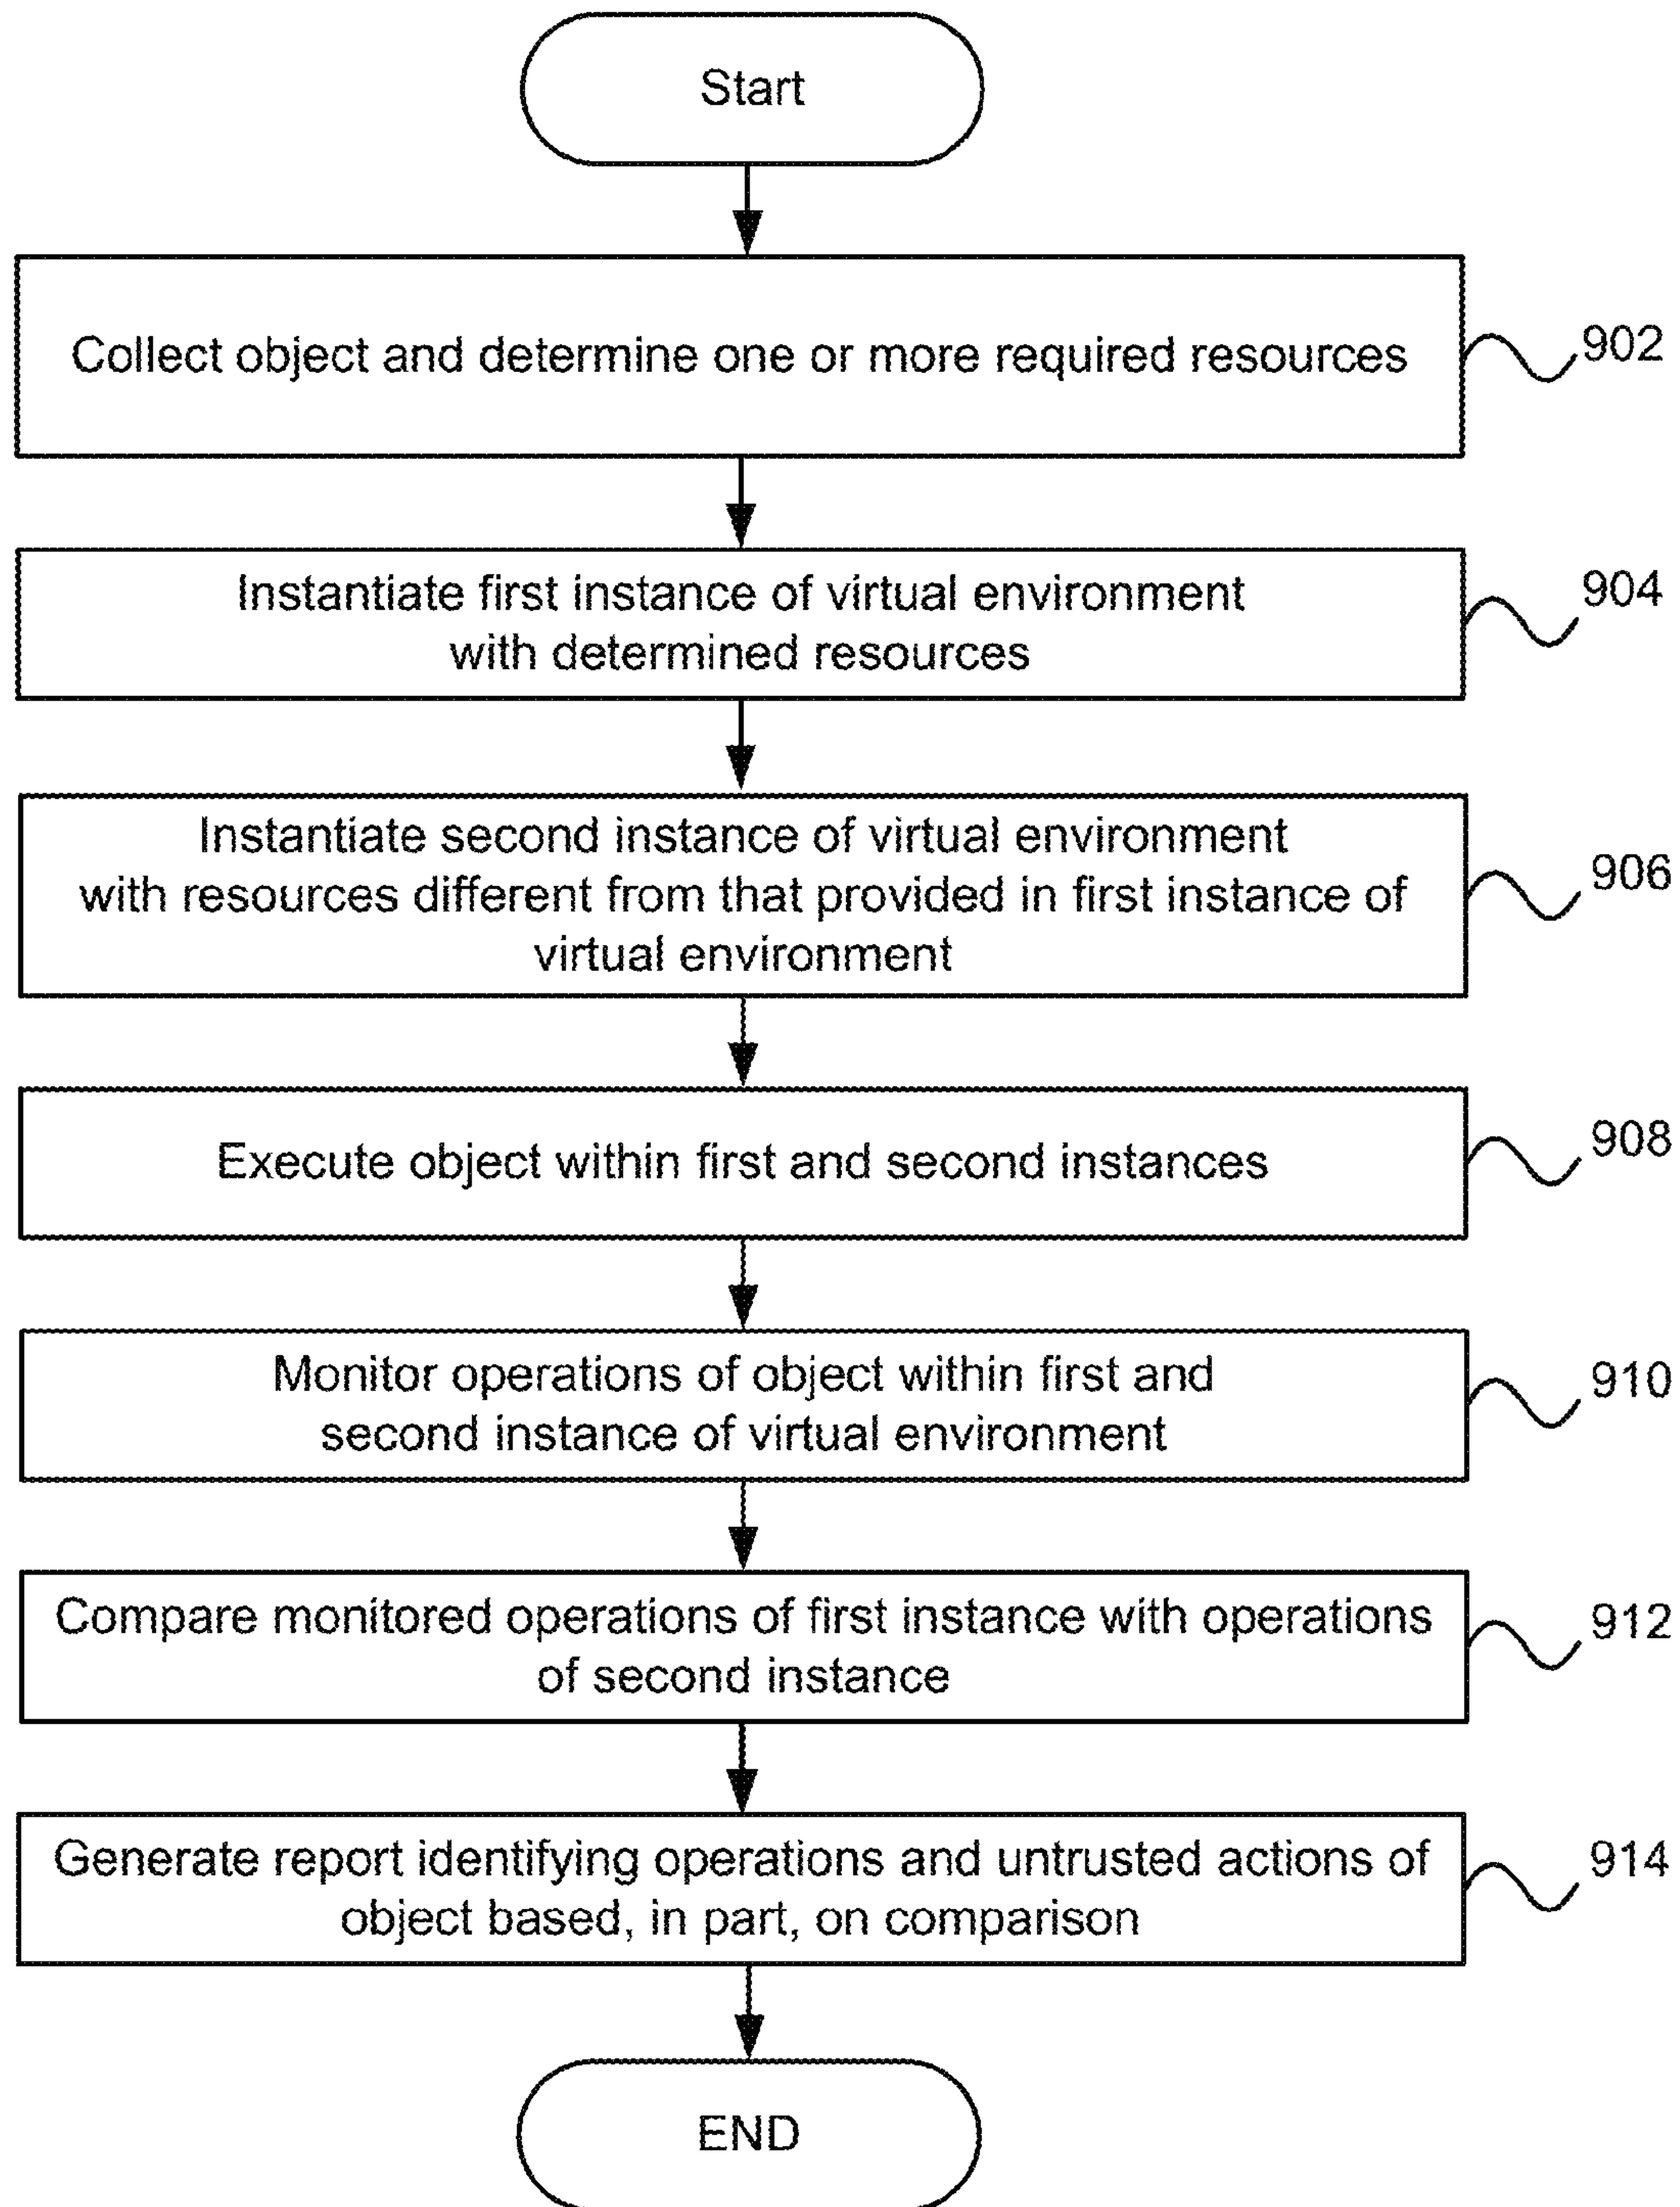 Start
Collect object and determine one or more required resources
902
Instantiate first instance of virtual environment
with determined resources
904
Instantiate second instance of virtual environment
with resources different from that provided in first instance of
virtual environment
906
Execute object within first and second instances
908
Monitor operations of object within first and
second instance of virtual environment
910
Compare monitored operations of first instance with operations
of second instance
912
Generate report identifying operations and untrusted actions of
object based, in part, on comparison
914
END